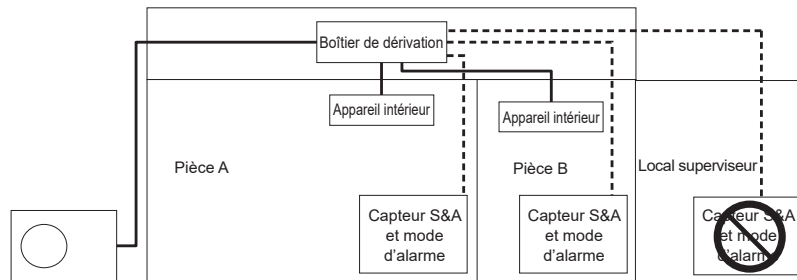 Boîtier de dérivation
Appareil intérieur
Appareil intérieur
Pièce A
Pièce B
Local superviseur
Capteur S&A
et mode
d’alarme
Capteur S&A
et mode
d’alarme
Capteur S&A
et mode
d’alarme